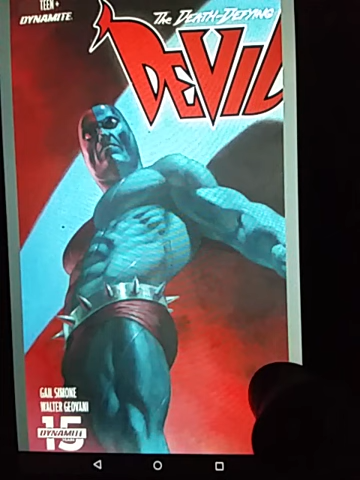 TEEN+
DYNAMITE.
The DEATH-DEFYING
DEVIL
GAIL SIMONE
WALTER GEOVANI
15
DYNAMITE